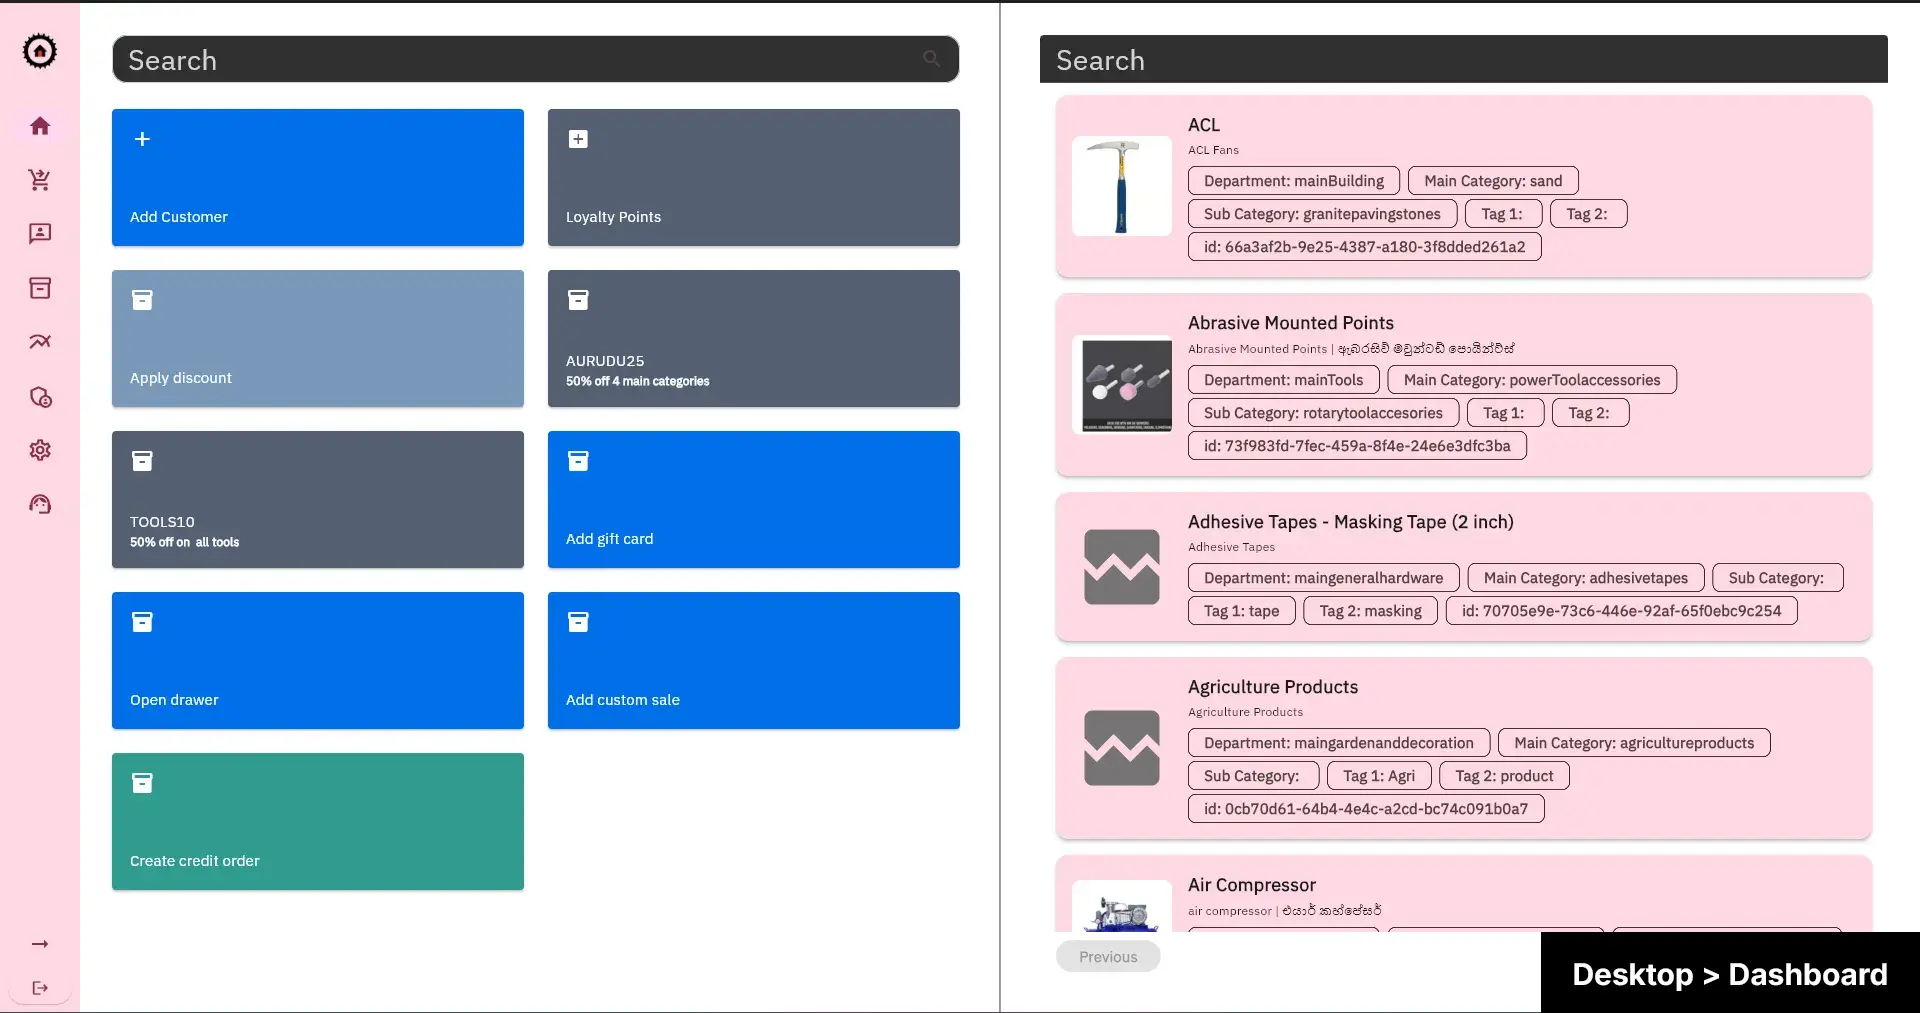 Search
Add Customer
Loyalty Points
Apply discount
AURUDU25
50% off 4 main categories
TOOLS10
50% off on all tools
Add gift card
Open drawer
Add custom sale
Create credit order
Search
ACL
ACL Fans
Department: mainBuilding
Main Category: sand
Sub Category: granitepavingstones
Tag 1:
Tag 2:
id: 66a3af2b-9e25-4387-a180-3f8dded261a2
Abrasive Mounted Points
Abrasive Mounted Points | ඇබරසිව් මවුන්ටඩ් පොයින්ට්ස්
Department: mainTools
Main Category: powerToolaccessories
Sub Category: rotarytoolaccesories
Tag 1:
Tag 2:
id: 73f983fd-7fec-459a-8f4e-24e6e3dfc3ba
Adhesive Tapes - Masking Tape (2 inch)
Adhesive Tapes
Department: maingeneralhardware
Main Category: adhesivetapes
Sub Category:
Tag 1: tape
Tag 2: masking
id: 70705e9e-73c6-446e-92af-65f0ebc9c254
Agriculture Products
Agriculture Products
Department: maingardenanddecoration
Main Category: agricultureproducts
Sub Category:
Tag 1: Agri
Tag 2: product
id: 0cb70d61-64b4-4e4c-a2cd-bc74c091b0a7
Air Compressor
air compressor | එයාර්
Previous
Desktop > Dashboard